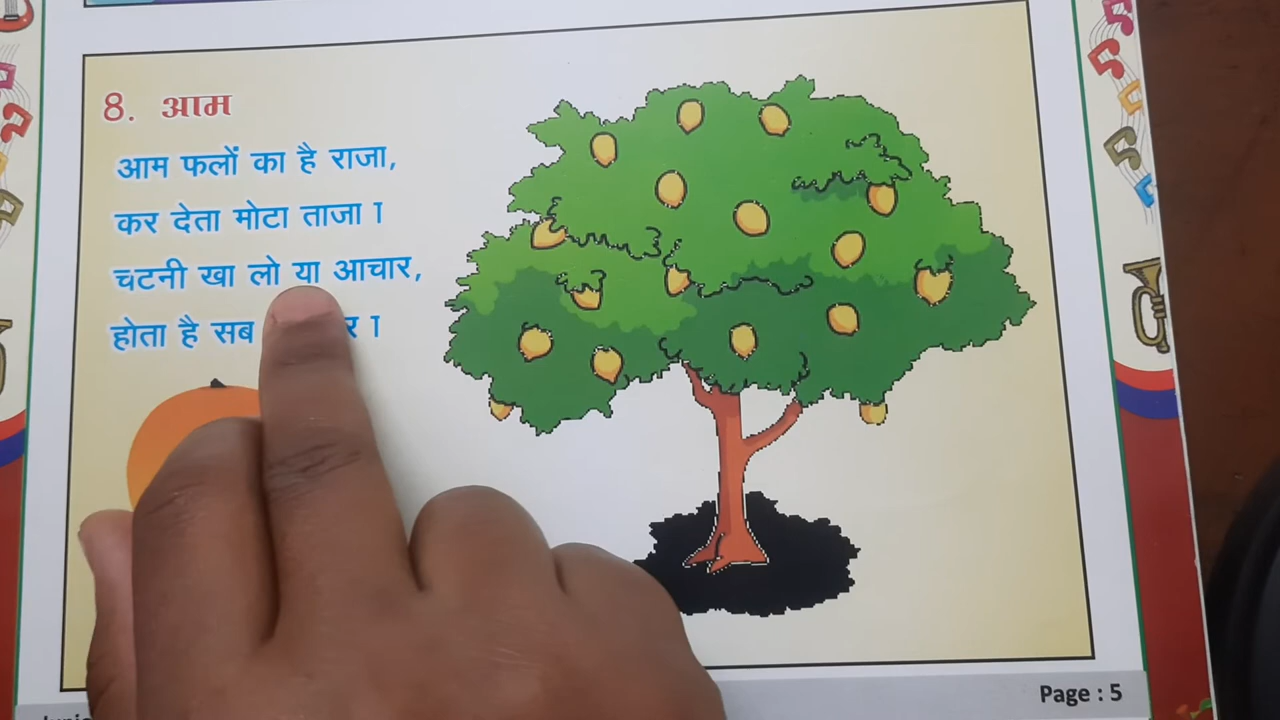 8. आम
आम फलों का है राजा,
कर देता मोटा ताजा ।
चटनी खा लो या आचार,
होता है सब
Page : 5